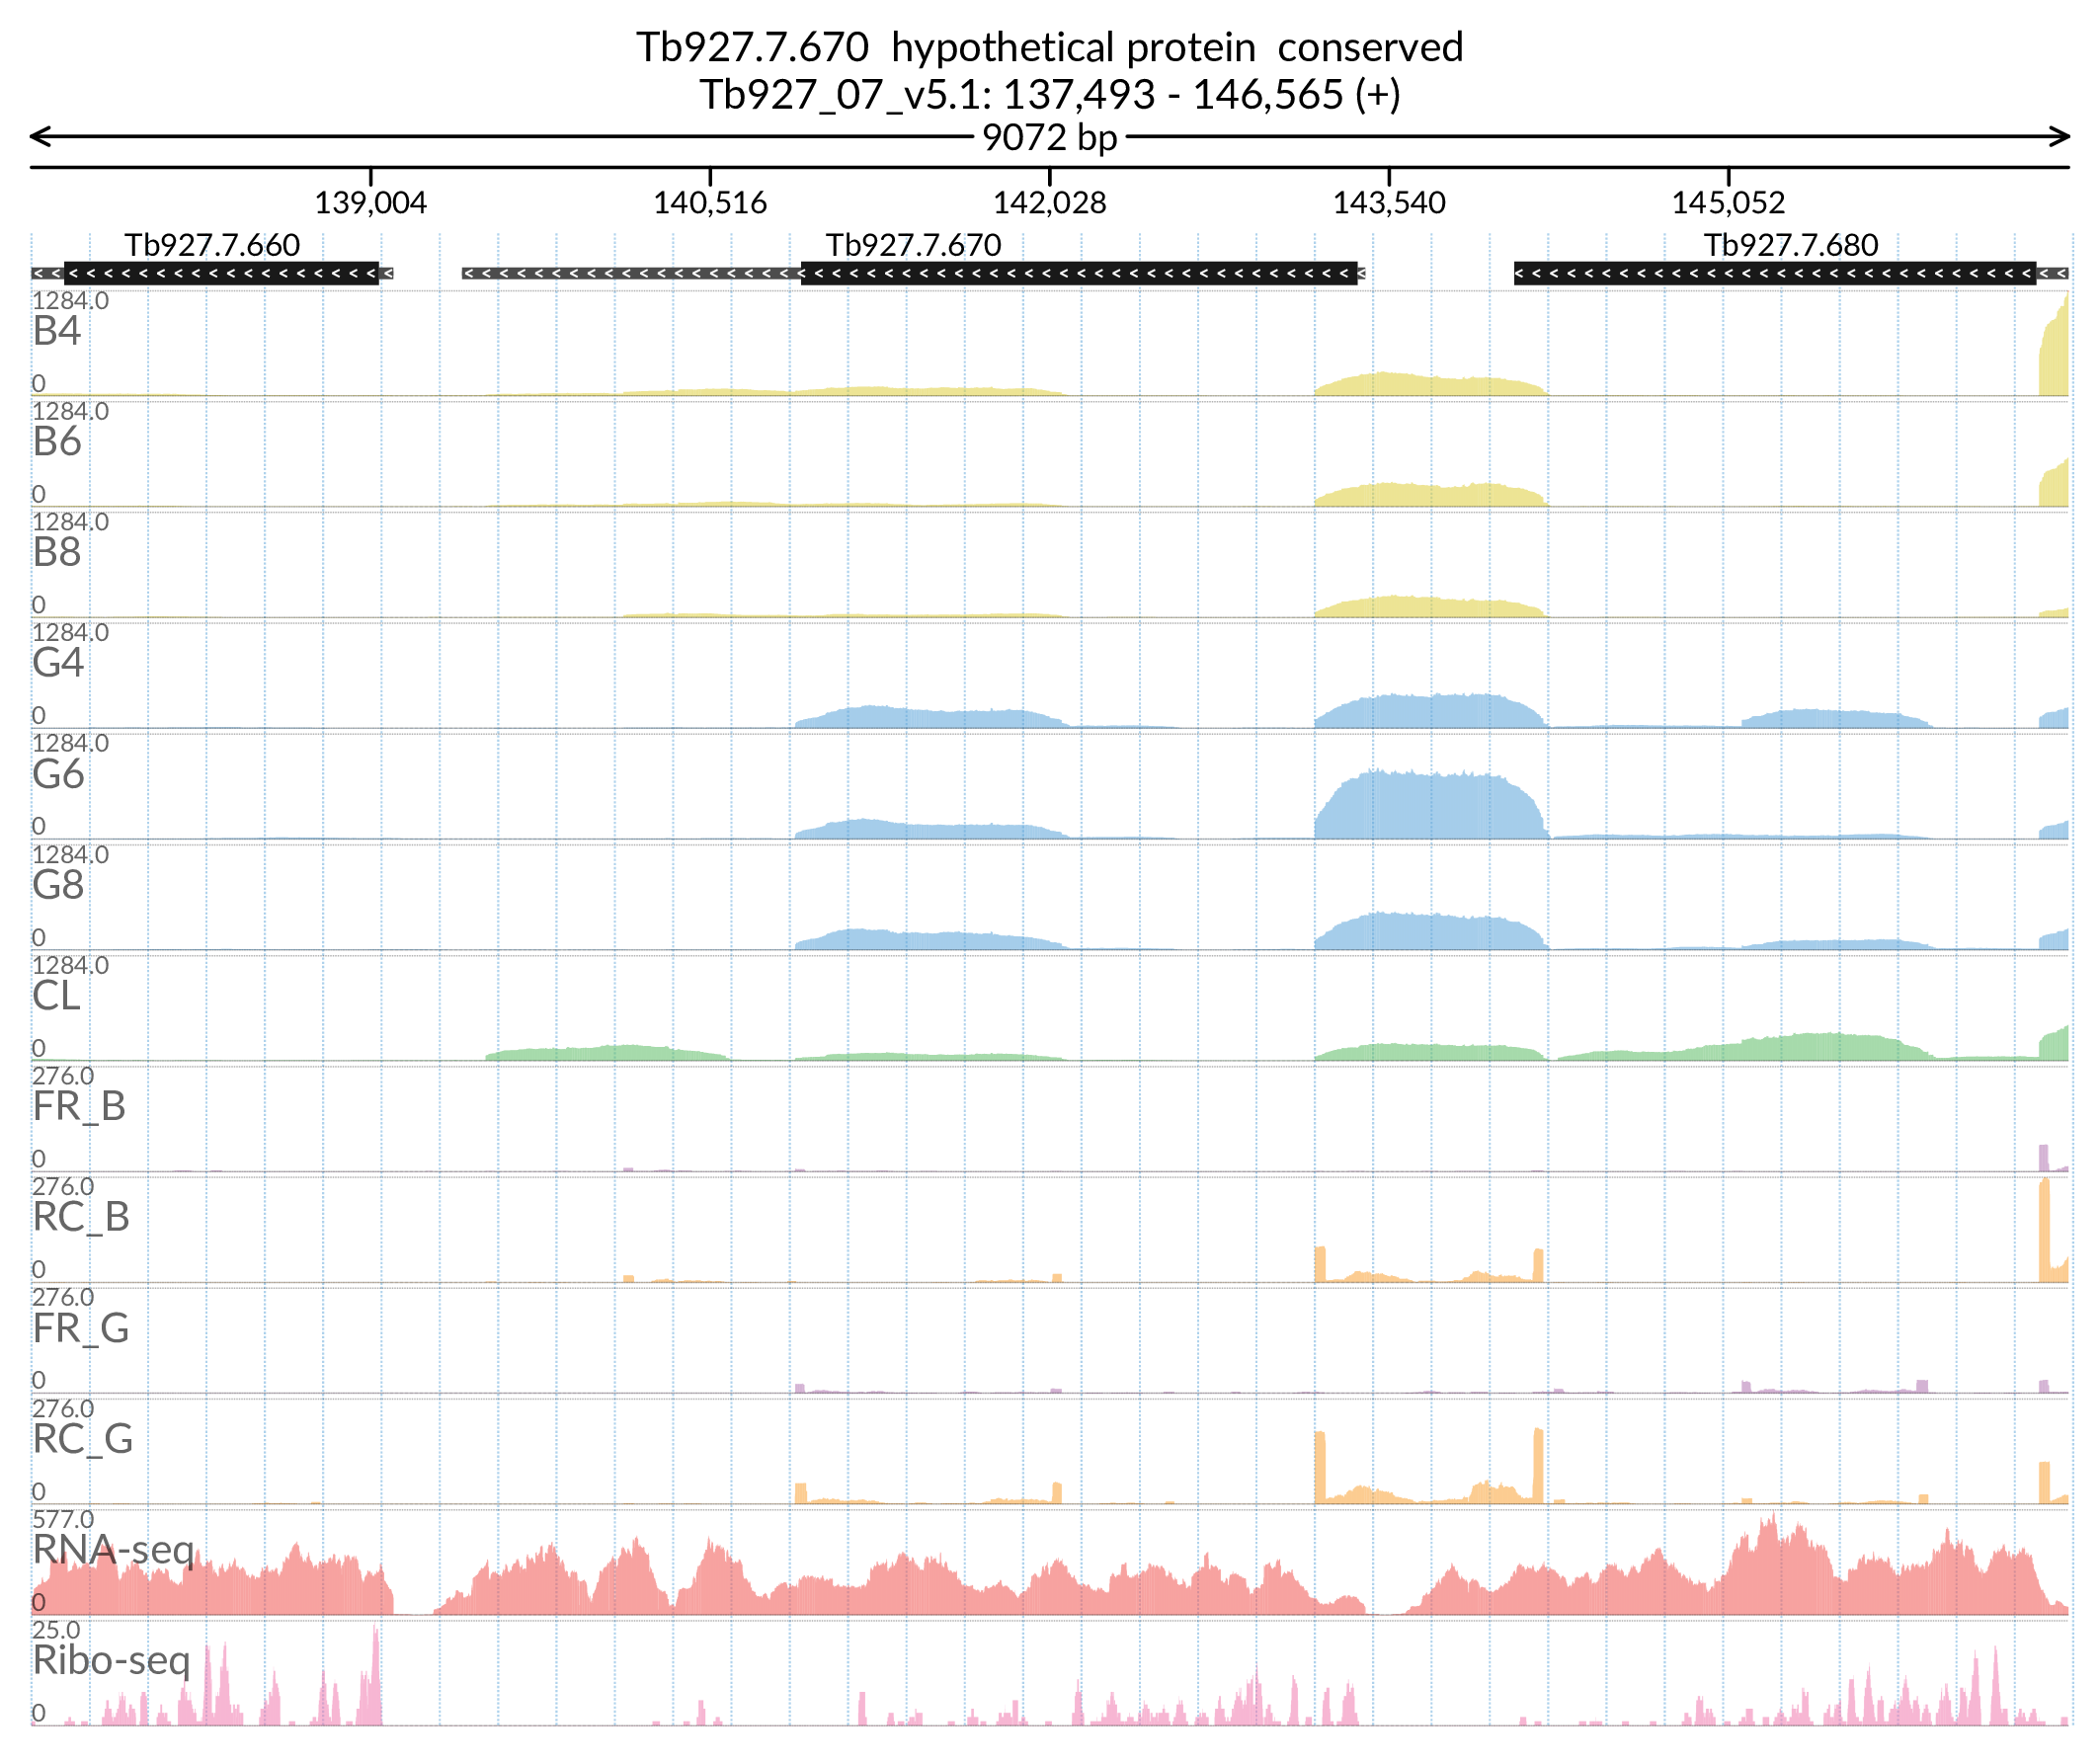 Tb927.7.670 hypothetical protein conserved
Tb927_07_v5.1: 137,493 - 146,565 (+)
9072 bp
139,004 140,516 142,028 143,540 145,052
Tb927.7.660 Tb927.7.670 Tb927.7.680
1284.0
B4
0
1284.0
B6
0
1284.0
B8
0
1284.0
G4
0
1284.0
G6
0
1284.0
G8
0
1284.0
CL
0
276.0
FR_B
0
276.0
RC_B
0
276.0
FR_G
0
276.0
RC_G
0
577.0
RNA-seq
0
25.0
Ribo-seq
0